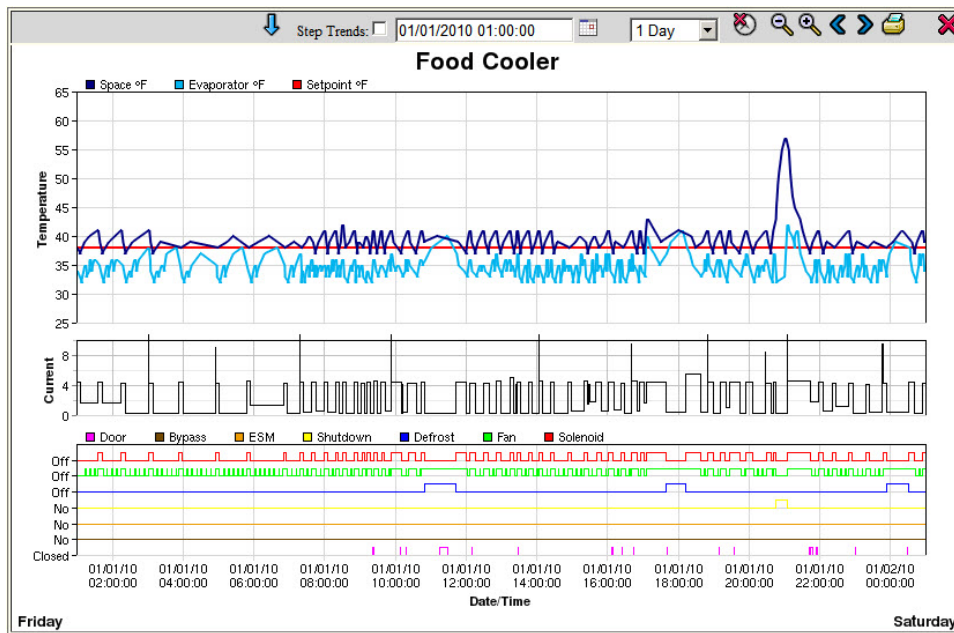 Step Trends: 01/01/2010 01:00:00 1 Day
Food Cooler
Space ºF Evaporator ºF Setpoint ºF
65
60
55
50
45
40
35
30
25
Temperature
8
4
0
Current
Door Bypass ESM Shutdown Defrost Fan Solenoid
Off
Off
Off
No
No
No
Closed
01/01/10 01/01/10 01/01/10 01/01/10 01/01/10 01/01/10 01/01/10 01/01/10 01/01/10 01/01/10 01/01/10 01/02/10
02:00:00 04:00:00 06:00:00 08:00:00 10:00:00 12:00:00 14:00:00 16:00:00 18:00:00 20:00:00 22:00:00 00:00:00
Date/Time
Friday Saturday